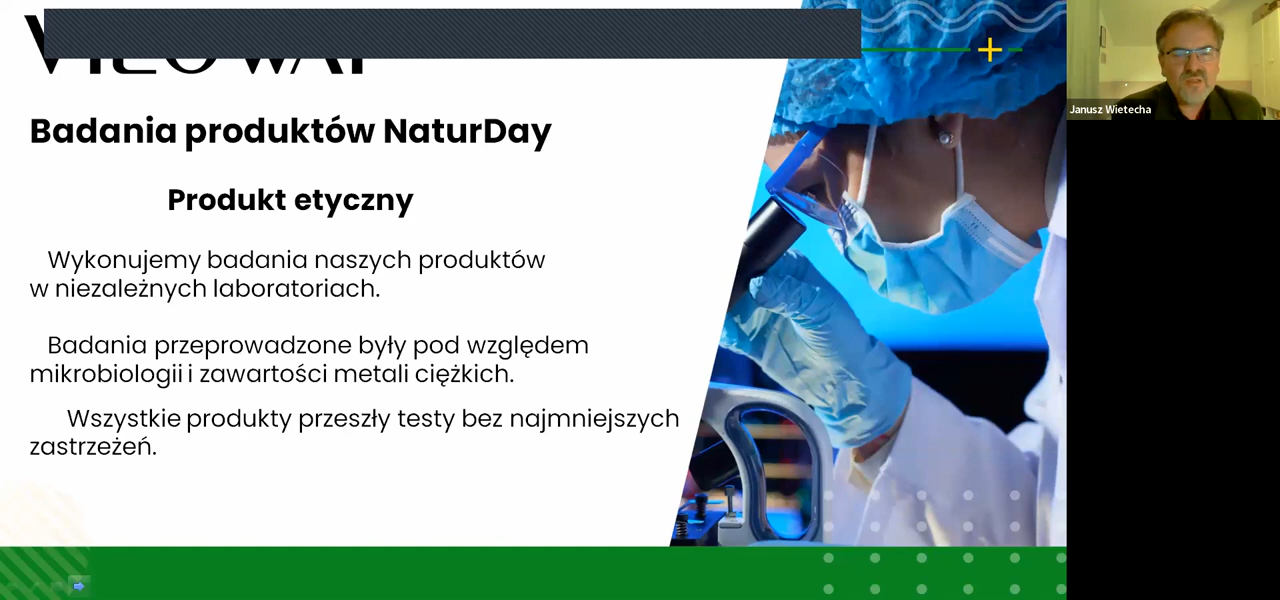 Badania produktów NaturDay
Produkt etyczny
Wykonujemy badania naszych produktów
w niezależnych laboratoriach.
Badania przeprowadzone były pod względem
mikrobiologii i zawartości metali ciężkich.
Wszystkie produkty przeszły testy bez najmniejszych
zastrzeżeń.
Janusz Wietecha